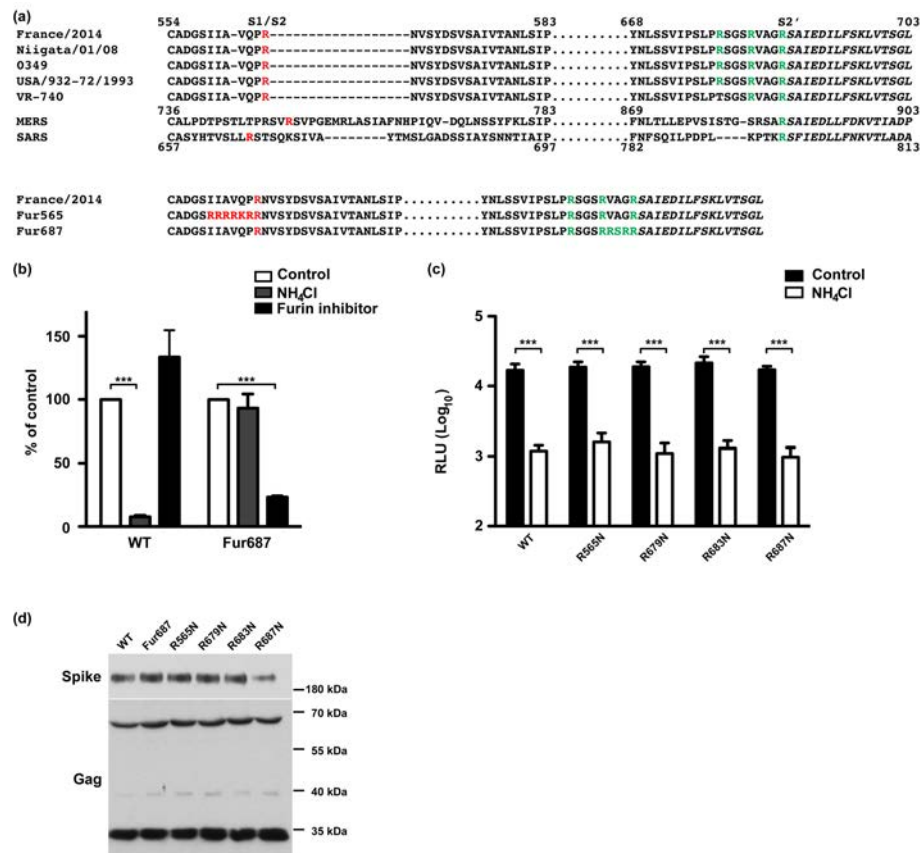 (a)
554 S1/S2 583 668 S2' 703
France/2014 CADGSIIA-VQPR-----------------NVSYDSVSAIVTANLSIP..........YNLSSVIPSLPRSGSRVAGRSAIEDILFSKLVTSGL
Niigata/01/08 CADGSIIA-VQPR-----------------NVSYDSVSAIVTANLSIP..........YNLSSVIPSLPRSGSRVAGRSAIEDILFSKLVTSGL
0349 CADGSIIA-VQPR-----------------NVSYDSVSAIVTANLSIP..........YNLSSVIPSLPRSGSRVAGRSAIEDILFSKLVTSGL
USA/932-72/1993 CADGSIIA-VQPR-----------------NVSYDSVSAIVTANLSIP..........YNLSSVIPSLPRSGSRVAGRSAIEDILFSKLVTSGL
VR-740 CADGSIIA-VQPR-----------------NVSYDSVSAIVTANLSIP..........YNLSSVIPSLPTSGSRVAGRSAIEDILFSKLVTSGL
736 783 869 903
MERS CALPDTPSTLTPRSVRSVPGEMRLASIAFNHPIQV-DQLNSSYFKLSIP..........FNLTLLEPVSISTG-SRSARSAIEDLLFDKVTIADP
SARS CASYHTVSLLRSTSQKSIVA-----YTMSLGADSSIAYSNNTIAIP..........FNFSQILPDPL---KPTKRSFIEDLLFNKVTLADA
657 697 782 813
France/2014 CADGSIIAVQPRNVSYDSVSAIVTANLSIP..........YNLSSVIPSLPRSGSRVAGRSAIEDILFSKLVTSGL
Fur565 CADGSRRRRKRRNVSYDSVSAIVTANLSIP..........YNLSSVIPSLPRSGSRVAGRSAIEDILFSKLVTSGL
Fur687 CADGSIIAVQPRNVSYDSVSAIVTANLSIP..........YNLSSVIPSLPRSGSRRSRRSAIEDILFSKLVTSGL
(b)
Control
NH4Cl
Furin inhibitor
% of control
150
100
50
0
***
***
WT Fur687
(c)
Control
NH4Cl
RLU (Log10)
5
4
3
2
*** *** *** *** ***
WT R565N R679N R683N R687N
(d)
WT Fur687 R565N R679N R683N R687N
Spike
180 kDa
70 kDa
55 kDa
Gag
40 kDa
35 kDa